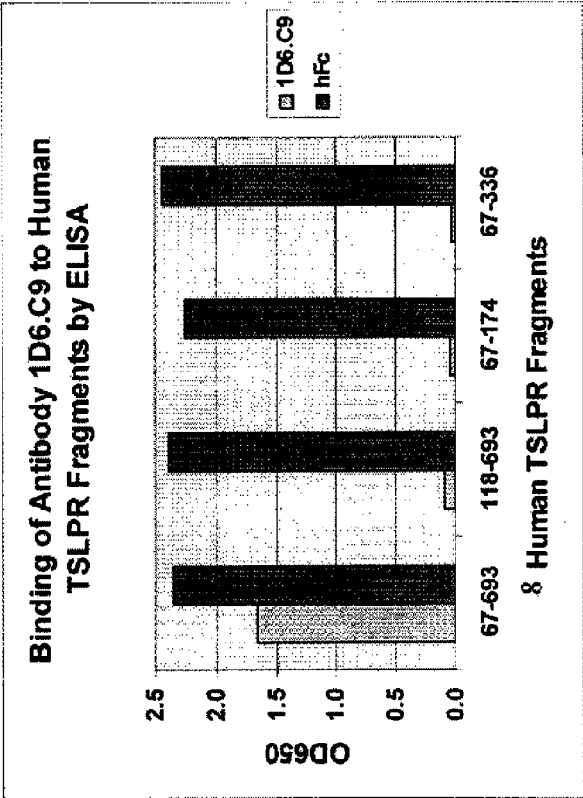 Binding of Antibody 1D6.C9 to Human
TSLPR Fragments by ELISA
OD650
2.5
2.0
1.5
1.0
0.5
0.0
67-693
118-693
67-174
67-336
8 Human TSLPR Fragments
1D6.C9
hFc